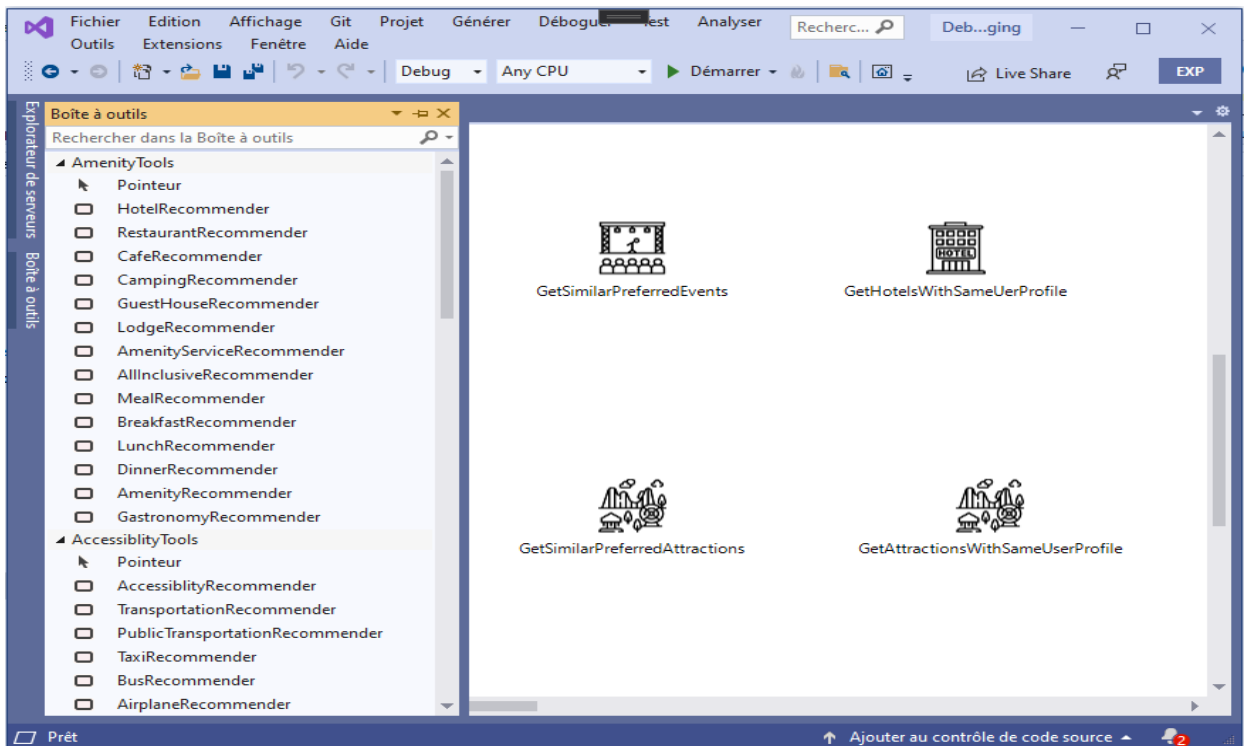 Fichier Edition Affichage Git Projet Générer Déboguer Test Analyser Recherc... Deb...ging
Outils Extensions Fenêtre Aide
Debug Any CPU Démarrer Live Share EXP
Explorateur de serveurs
Boîte à outils
Boîte à outils
Rechercher dans la Boîte à outils
AmenityTools
Pointeur
HotelRecommender
RestaurantRecommender
CafeRecommender
CampingRecommender
GuestHouseRecommender
LodgeRecommender
AmenityServiceRecommender
AllInclusiveRecommender
MealRecommender
BreakfastRecommender
LunchRecommender
DinnerRecommender
AmenityRecommender
GastronomyRecommender
AccessiblityTools
Pointeur
AccessiblityRecommender
TransportationRecommender
PublicTransportationRecommender
TaxiRecommender
BusRecommender
AirplaneRecommender
HOTEL
GetSimilarPreferredEvents
GetHotelsWithSameUerProfile
GetSimilarPreferredAttractions
GetAttractionsWithSameUserProfile
Prêt
Ajouter au contrôle de code source
2